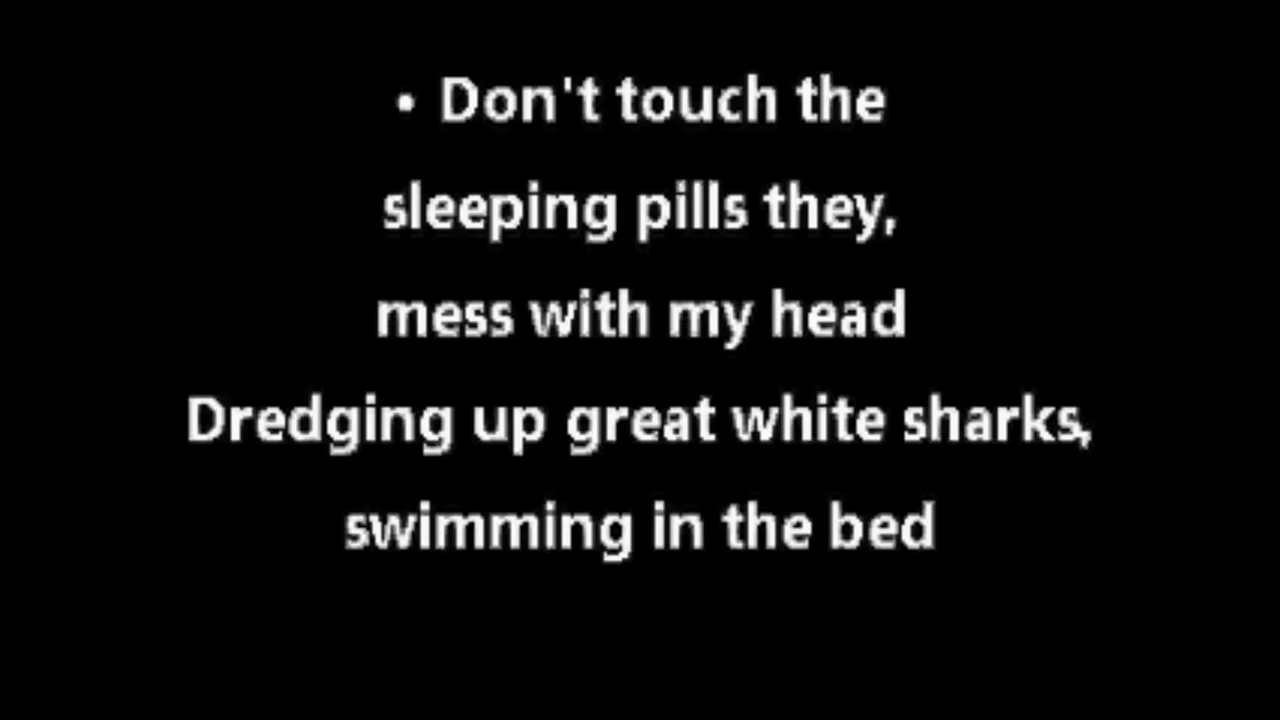 • Don't touch the
sleeping pills they,
mess with my head
Dredging up great white sharks,
swimming in the bed